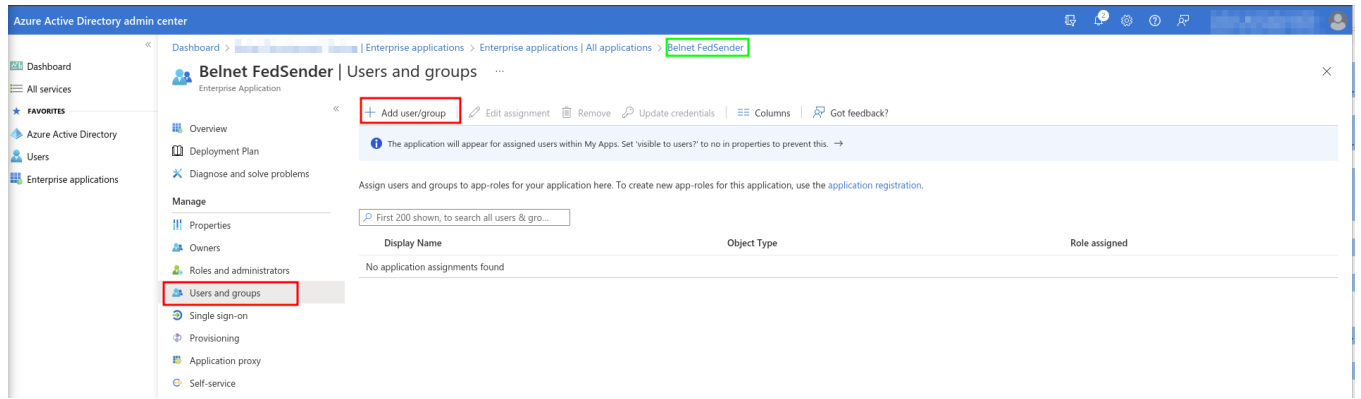 Azure Active Directory admin center
2
«
Dashboard > | Enterprise applications > Enterprise applications | All applications > Belnet FedSender
Dashboard
All services
FAVORITES
Azure Active Directory
Users
Enterprise applications
Belnet FedSender | Users and groups ...
Enterprise Application
«
Overview
Deployment Plan
Diagnose and solve problems
Manage
Properties
Owners
Roles and administrators
Users and groups
Single sign-on
Provisioning
Application proxy
Self-service
+ Add user/group Edit assignment Remove Update credentials Columns Got feedback?
The application will appear for assigned users within My Apps. Set 'visible to users?' to no in properties to prevent this. →
Assign users and groups to app-roles for your application here. To create new app-roles for this application, use the application registration.
First 200 shown, to search all users & gro...
Display Name Object Type Role assigned
No application assignments found